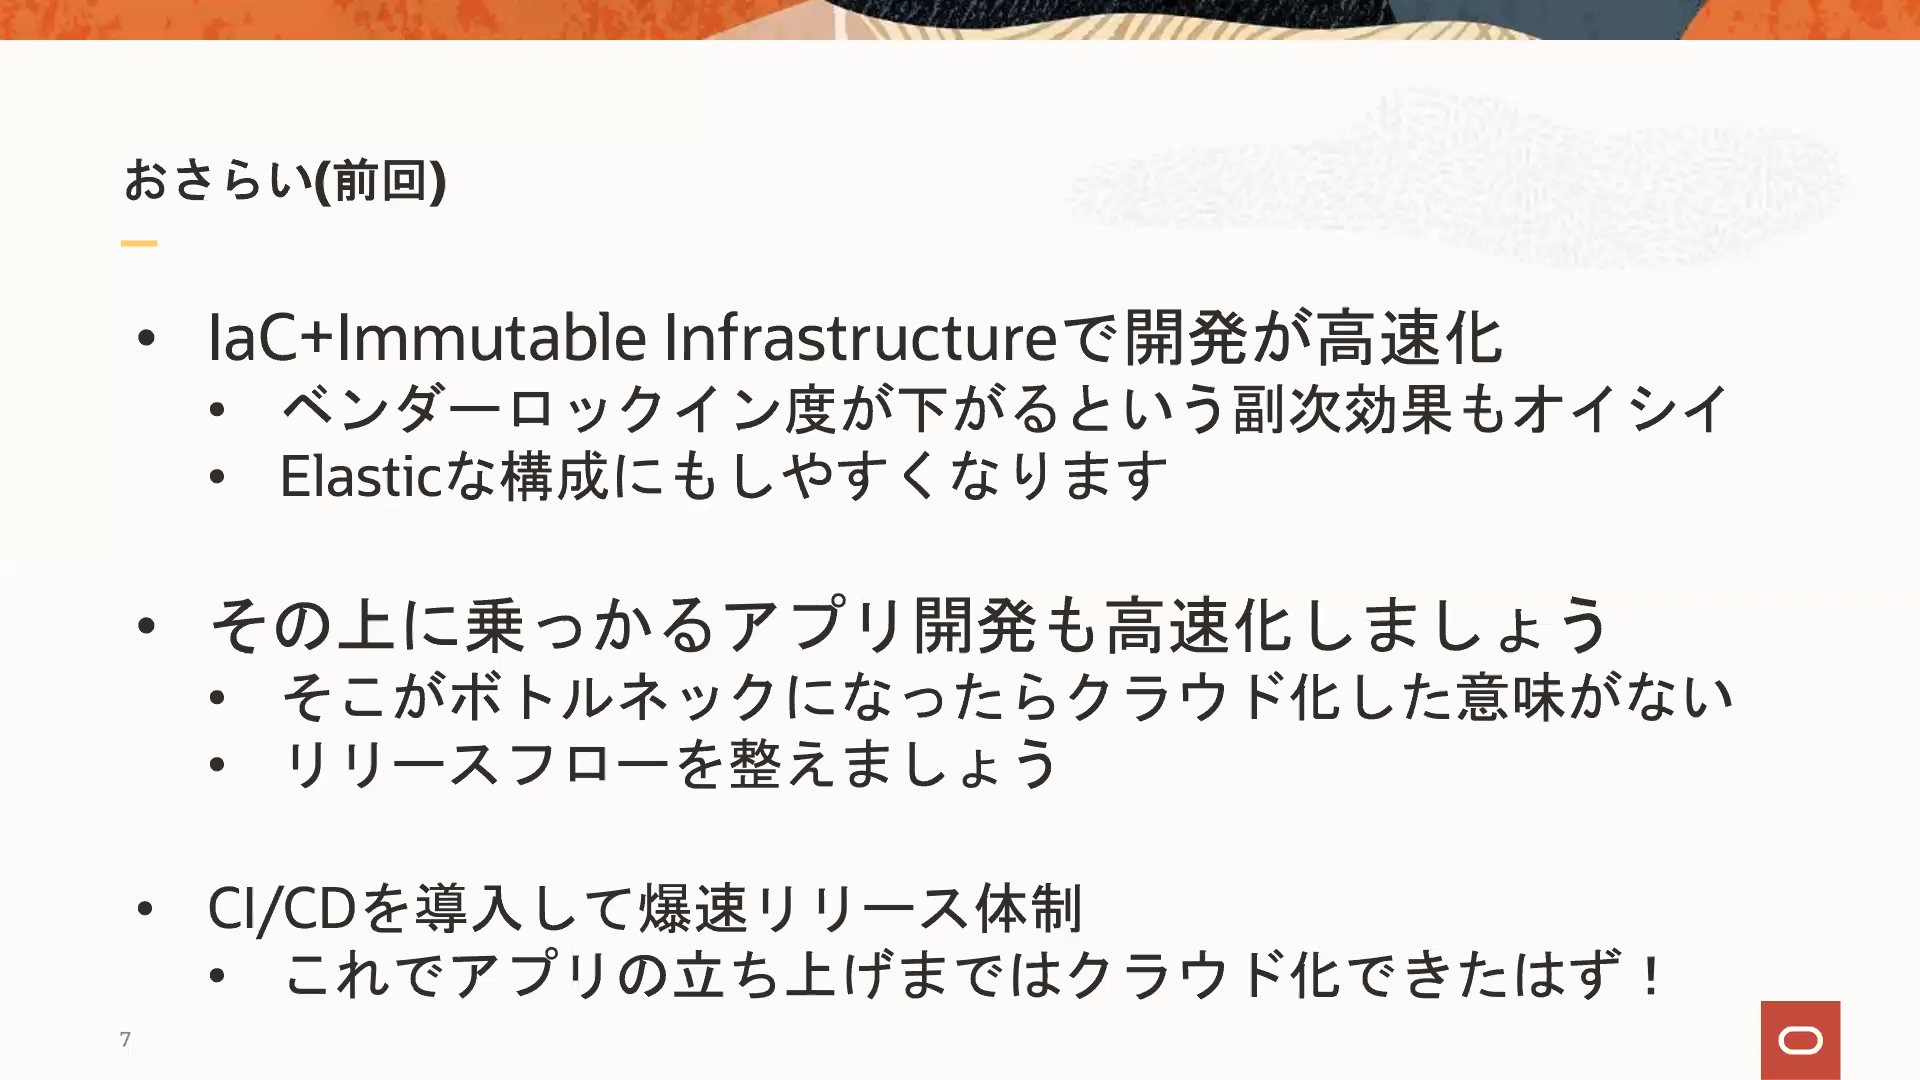 おさらい(前回)
• IaC+Immutable Infrastructureで開発が高速化
• ベンダーロックイン度が下がるという副次効果もオイシイ
• Elasticな構成にもしやすくなります
• その上に乗っかるアプリ開発も高速化しましょう
• そこがボトルネックになったらクラウド化した意味がない
• リリースフローを整えましょう
• CI/CDを導入して爆速リリース体制
• これでアプリの立ち上げまではクラウド化できたはず！
7